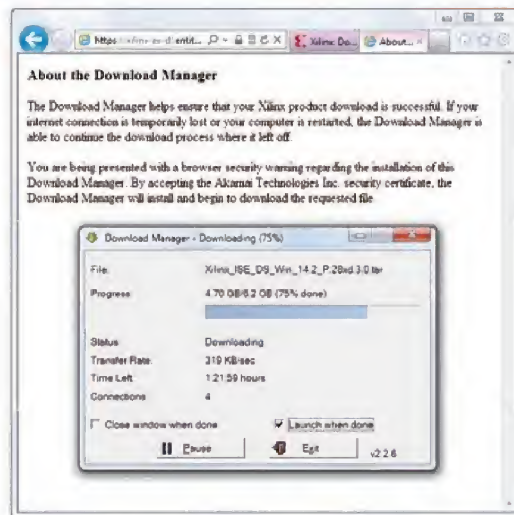 https
entit...
Xilinx Do...
About...
About the Download Manager
The Download Manager helps ensure that your Xilinx product download is successful. If your
internet connection is temporarily lost or your computer is restarted, the Download Manager is
able to continue the download process where it left off.
You are being presented with a browser security warning regarding the installation of this
Download Manager. By accepting the Akamai Technologies Inc. security certificate, the
Download Manager will install and begin to download the requested file
Download Manager - Downloading (75%)
File: Xilinx_ISE_DS_Win_14.2_P.28xd.3.0.tar
Progress 4.70 GB/6.2 GB (75% done)
Status Downloading
Transfer Rate: 319 KB/sec
Time Left 1:21:59 hours
Connections 4
Close window when done
Launch when done
Pause
Exit
v2.2.6